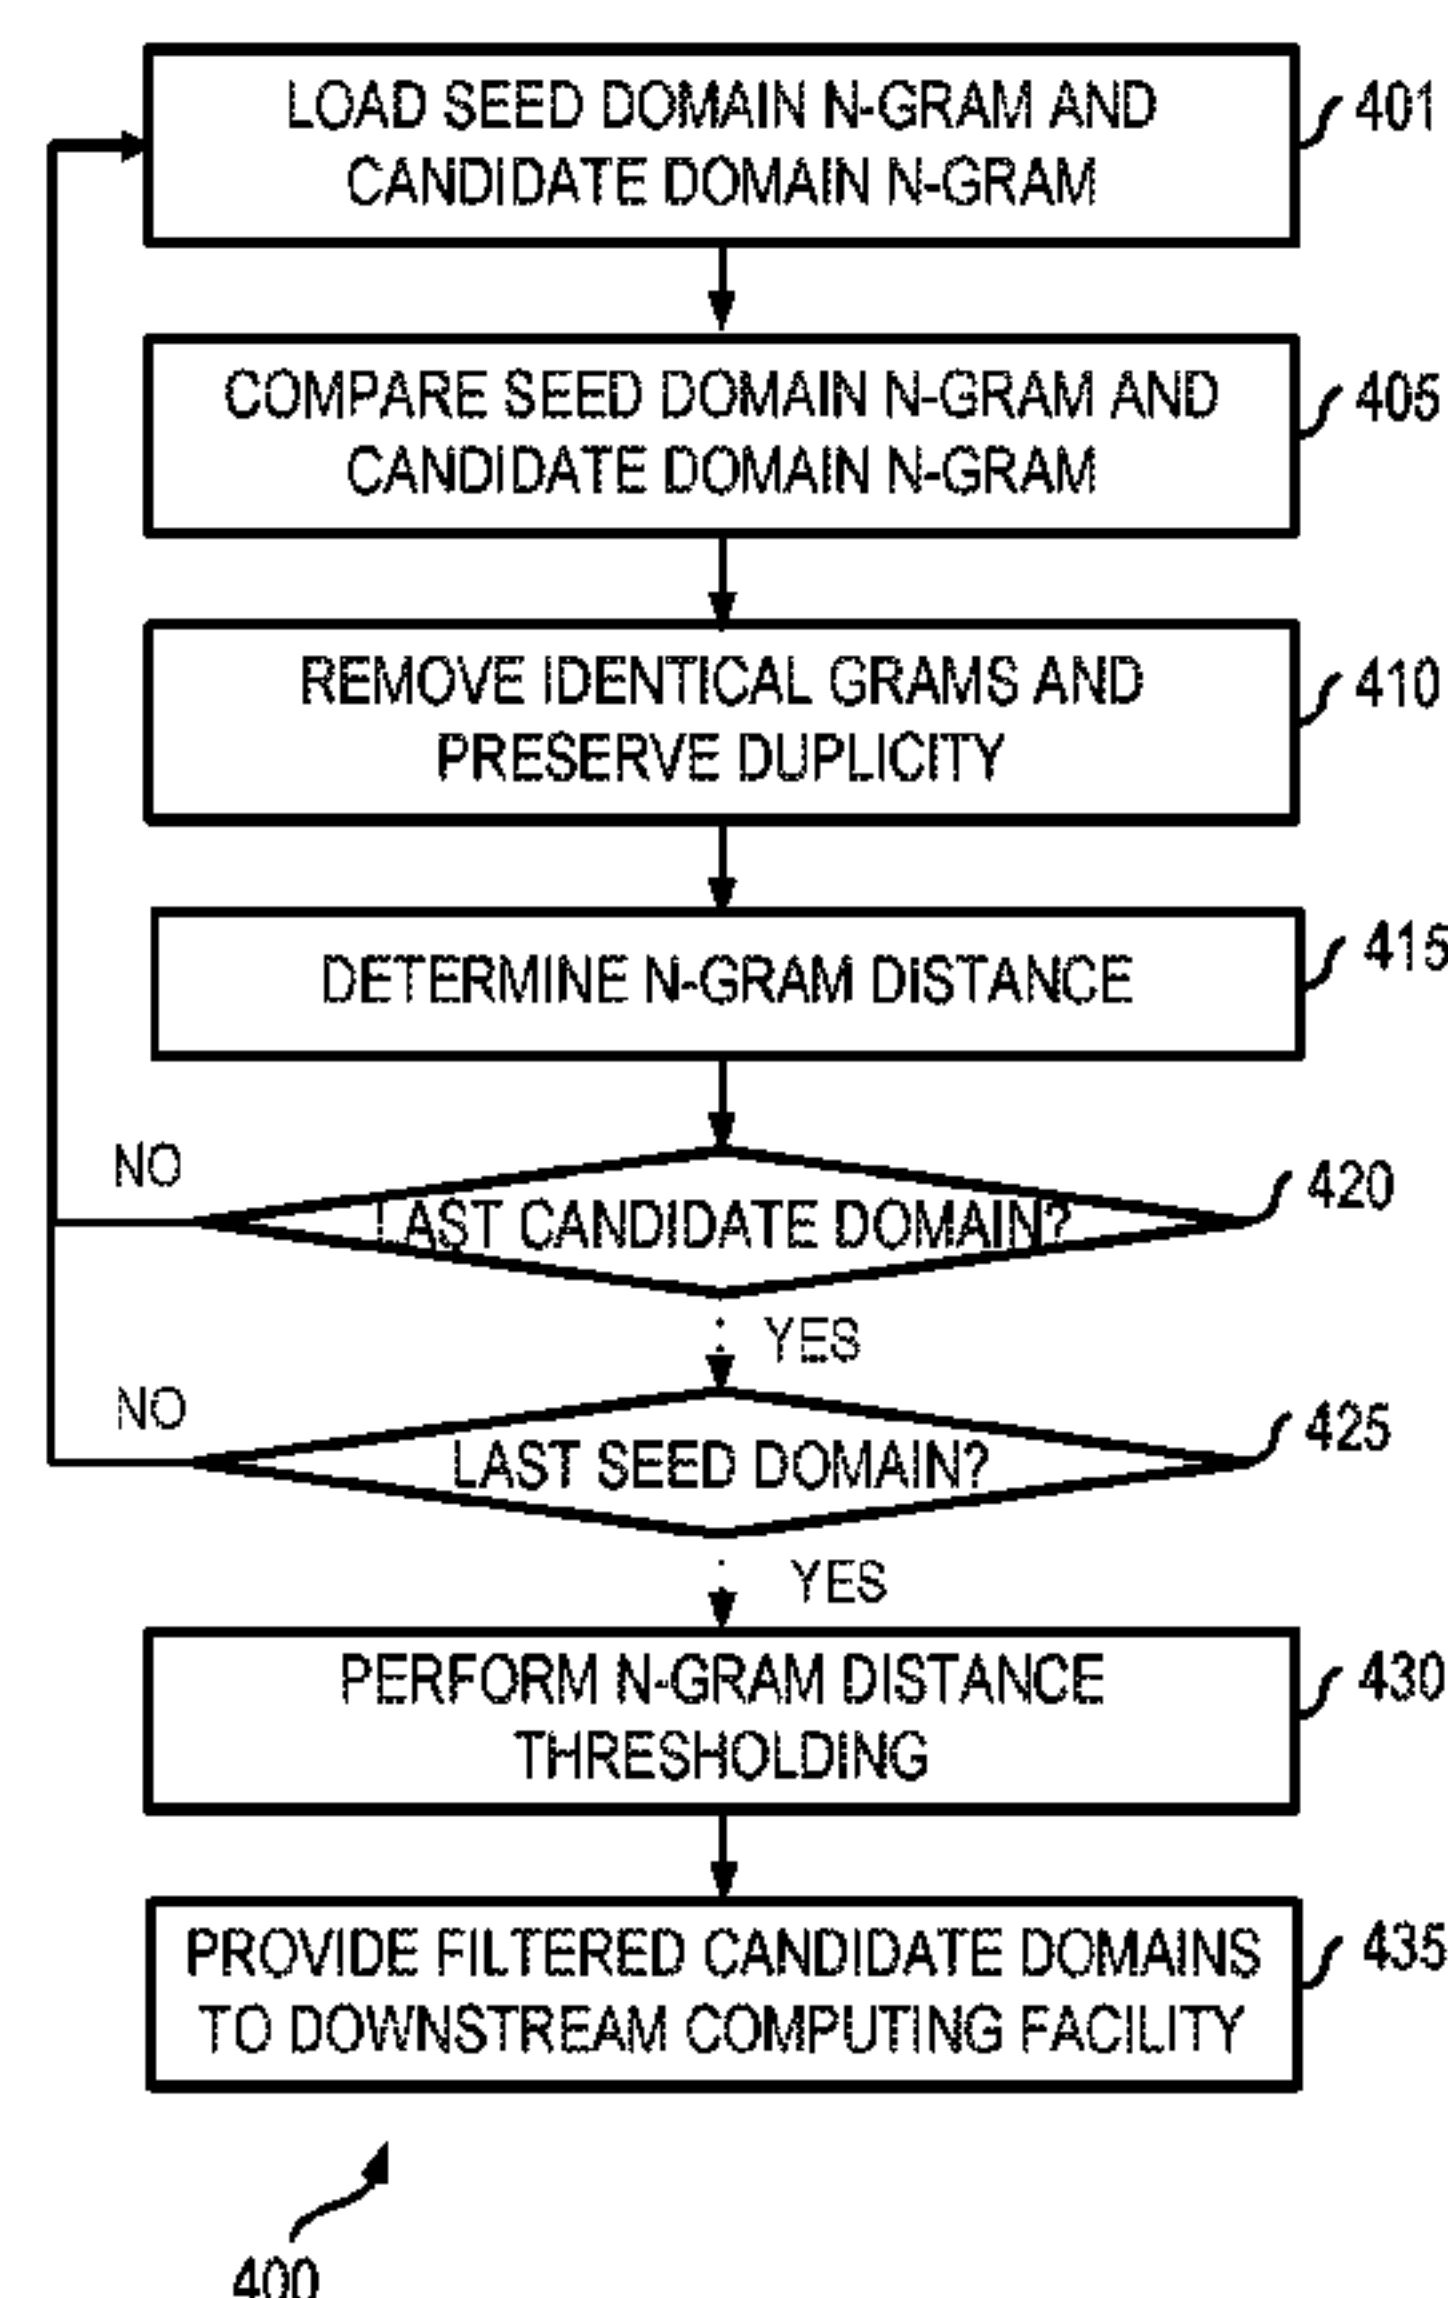 LOAD SEED DOMAIN N-GRAM AND
CANDIDATE DOMAIN N-GRAM
401
COMPARE SEED DOMAIN N-GRAM AND
CANDIDATE DOMAIN N-GRAM
405
REMOVE IDENTICAL GRAMS AND
PRESERVE DUPLICITY
410
DETERMINE N-GRAM DISTANCE
415
NO
LAST CANDIDATE DOMAIN?
420
YES
NO
LAST SEED DOMAIN?
425
YES
PERFORM N-GRAM DISTANCE
THRESHOLDING
430
PROVIDE FILTERED CANDIDATE DOMAINS
TO DOWNSTREAM COMPUTING FACILITY
435
400